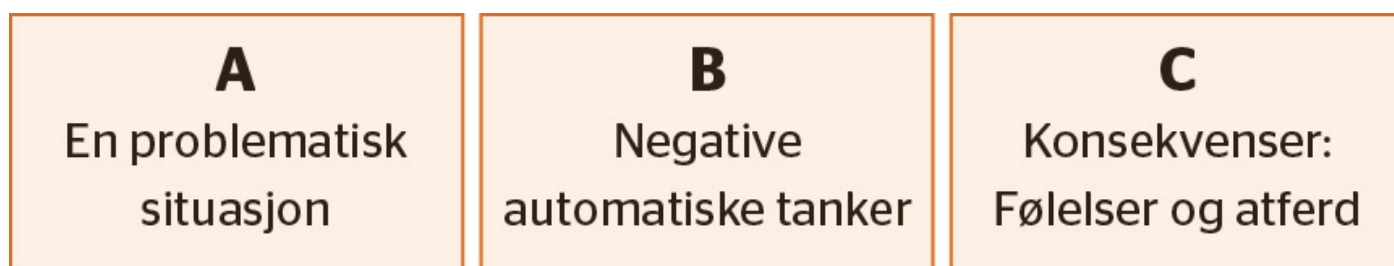 A
En problematisk
situasjon
B
Negative
automatiske tanker
C
Konsekvenser:
Følelser og atferd